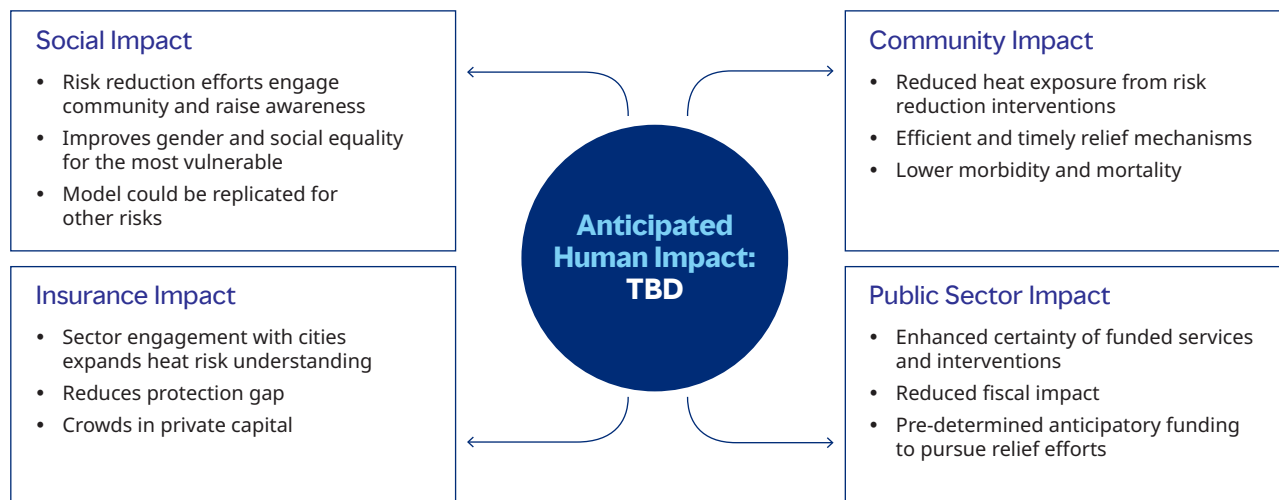 Social Impact
• Risk reduction efforts engage
community and raise awareness
• Improves gender and social equality
for the most vulnerable
• Model could be replicated for
other risks
Community Impact
• Reduced heat exposure from risk
reduction interventions
• Efficient and timely relief mechanisms
• Lower morbidity and mortality
Anticipated
Human Impact:
TBD
Insurance Impact
• Sector engagement with cities
expands heat risk understanding
• Reduces protection gap
• Crowds in private capital
Public Sector Impact
• Enhanced certainty of funded services
and interventions
• Reduced fiscal impact
• Pre-determined anticipatory funding
to pursue relief efforts